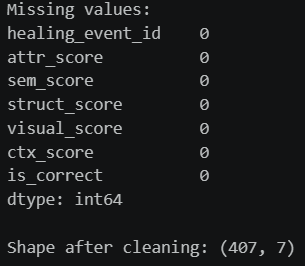 Missing values:
healing_event_id    0
attr_score          0
sem_score           0
struct_score        0
visual_score        0
ctx_score           0
is_correct          0
dtype: int64

Shape after cleaning: (407, 7)